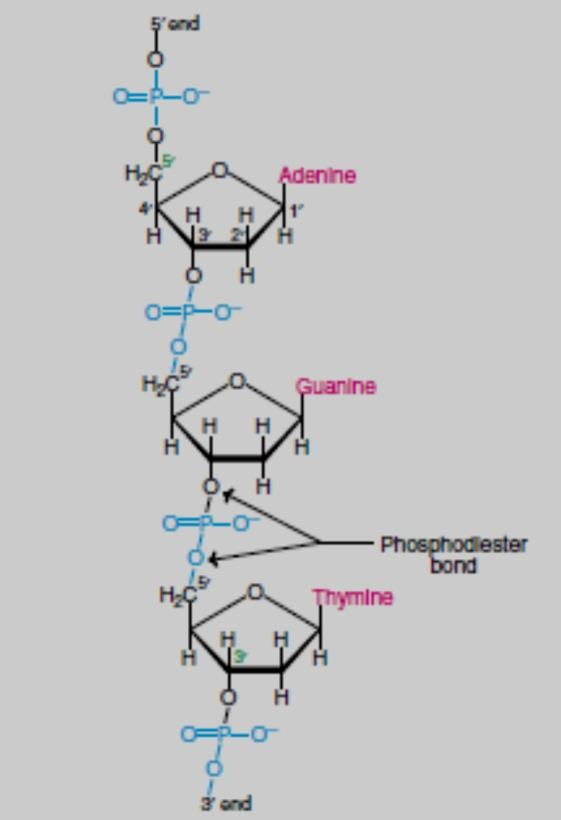 5' end
O
O=P–O⁻
O
H₂C 5' O Adenine
4' H H 1'
H 3' 2' H
O H
O=P–O⁻
O
H₂C 5' O Guanine
H H
H H
O H
O=P–O⁻
Phosphodiester
bond
O
H₂C 5' O Thymine
H H
H 3' H
O H
O=P–O⁻
O
3' end